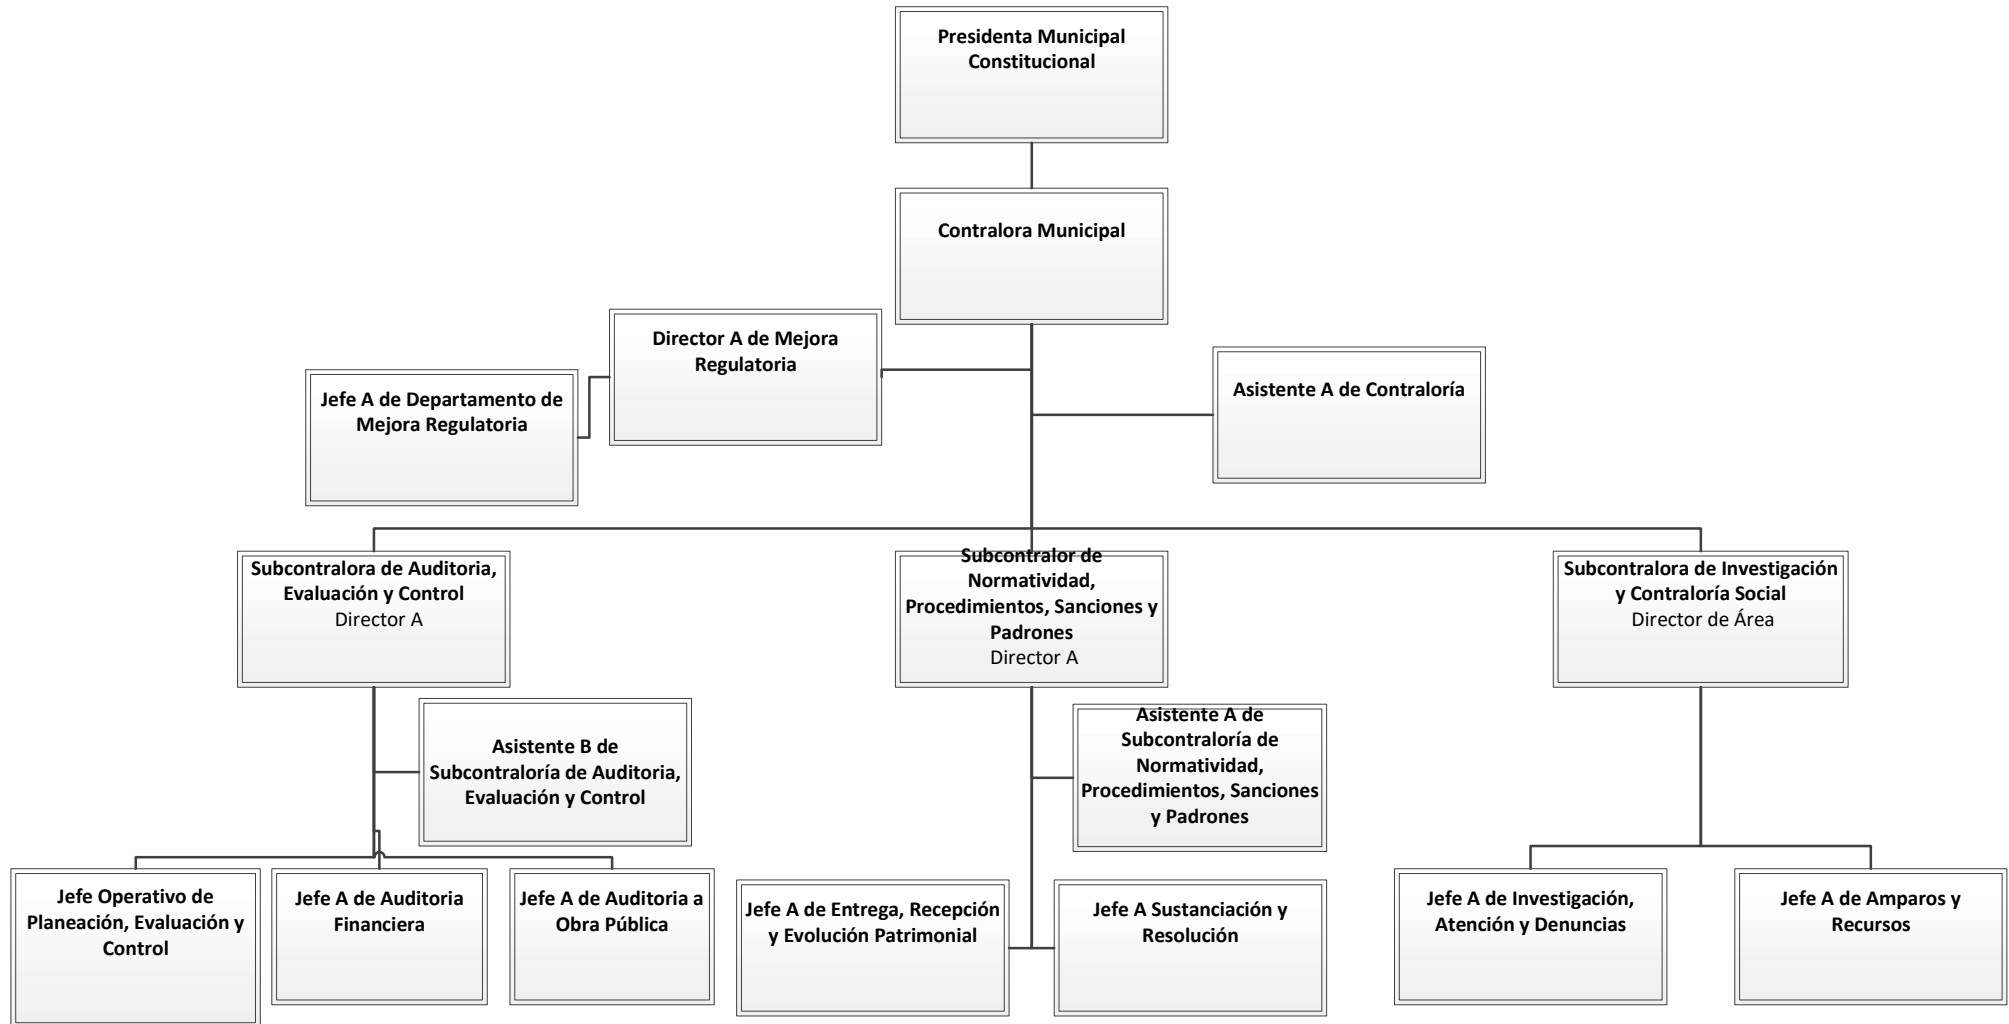 Presidenta Municipal
Constitucional
Contralora Municipal
Director A de Mejora
Regulatoria
Jefe A de Departamento de
Mejora Regulatoria
Asistente A de Contraloría
Subcontralora de Auditoria,
Evaluación y Control
Director A
Subcontralor de
Normatividad,
Procedimientos, Sanciones y
Padrones
Director A
Subcontralora de Investigación
y Contraloría Social
Director de Área
Asistente B de
Subcontraloría de Auditoria,
Evaluación y Control
Asistente A de
Subcontraloría de
Normatividad,
Procedimientos, Sanciones
y Padrones
Jefe Operativo de
Planeación, Evaluación y
Control
Jefe A de Auditoria
Financiera
Jefe A de Auditoria a
Obra Pública
Jefe A de Entrega, Recepción
y Evolución Patrimonial
Jefe A Sustanciación y
Resolución
Jefe A de Investigación,
Atención y Denuncias
Jefe A de Amparos y
Recursos